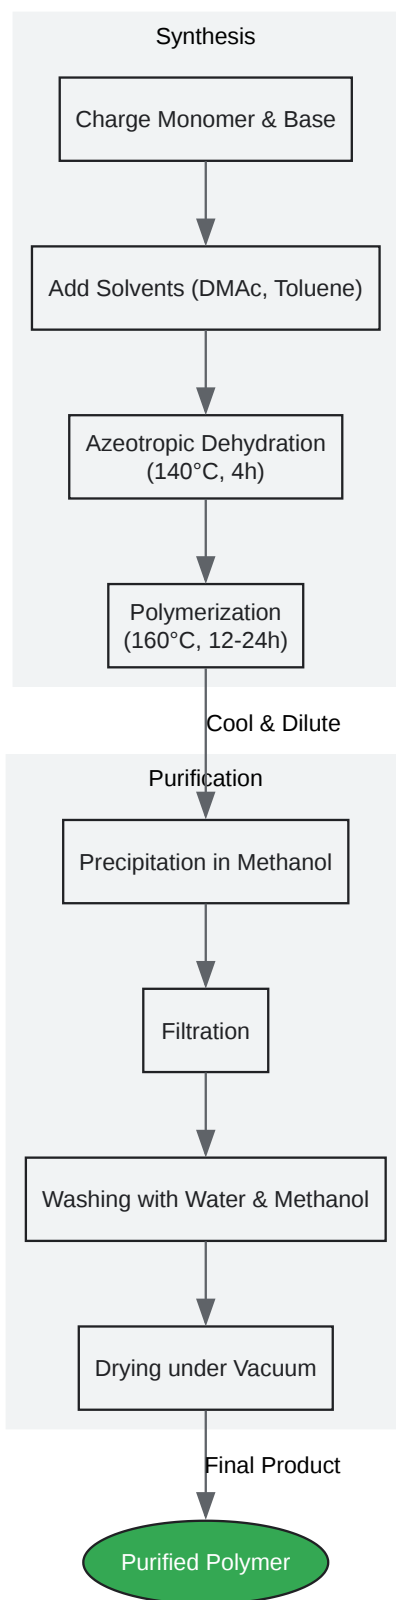 Synthesis
Charge Monomer & Base
Add Solvents (DMAc, Toluene)
Azeotropic Dehydration
(140°C, 4h)
Polymerization
(160°C, 12-24h)
Cool & Dilute
Purification
Precipitation in Methanol
Filtration
Washing with Water & Methanol
Drying under Vacuum
Final Product
Purified Polymer